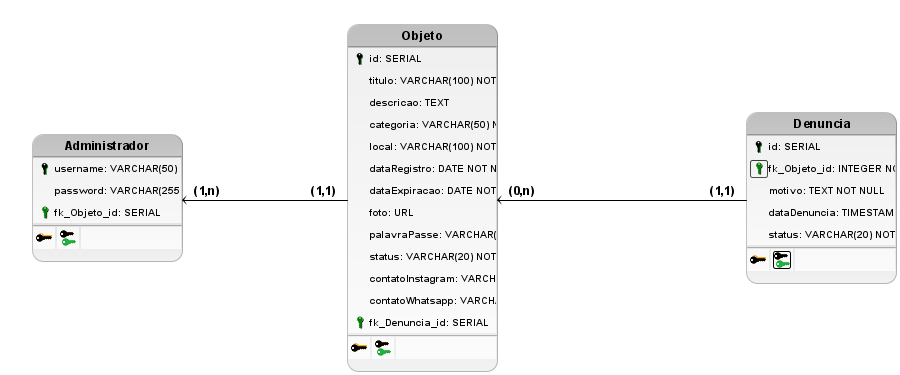 Objeto
id: SERIAL
titulo: VARCHAR(100) NOT
descricao: TEXT
categoria: VARCHAR(50) N
local: VARCHAR(100) NOT
dataRegistro: DATE NOT N
dataExpiracao: DATE NOT
foto: URL
palavraPasse: VARCHAR(
status: VARCHAR(20) NOT
contatoInstagram: VARCH
contatoWhatsapp: VARCHA
fk_Denuncia_id: SERIAL
Administrador
username: VARCHAR(50)
password: VARCHAR(255
fk_Objeto_id: SERIAL
(1,n)
(1,1)
(0,n)
(1,1)
Denuncia
id: SERIAL
fk_Objeto_id: INTEGER NO
motivo: TEXT NOT NULL
dataDenuncia: TIMESTAM
status: VARCHAR(20) NOT